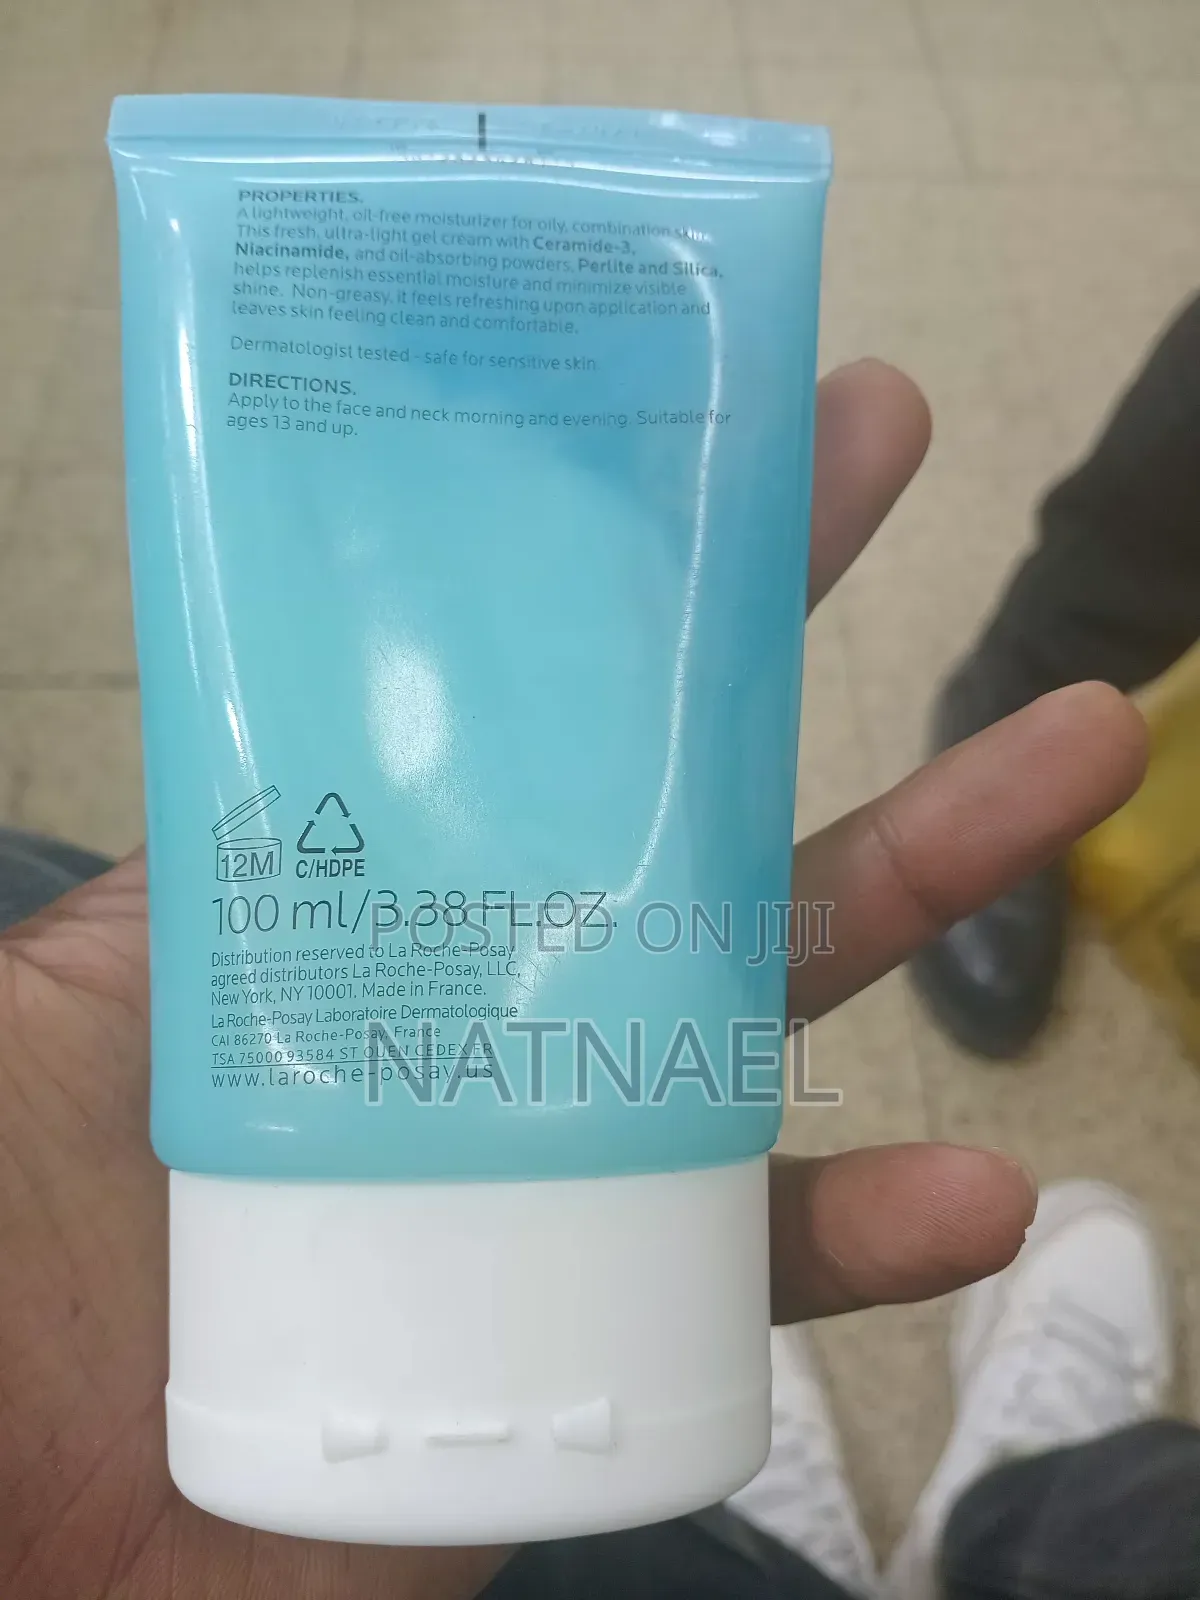 PROPERTIES.
A lightweight, oil-free moisturizer for oily, combination skin.
This fresh, ultra-light gel cream with Ceramide-3,
Niacinamide, and oil-absorbing powders, Perlite and Silica,
helps replenish essential moisture and minimize visible
shine. Non-greasy, it feels refreshing upon application and
leaves skin feeling clean and comfortable.
Dermatologist tested - safe for sensitive skin.
DIRECTIONS.
Apply to the face and neck morning and evening. Suitable for
ages 13 and up.
12M
C/HDPE
100 ml/3.38 FL.OZ.
POSTED ON JIJI
Distribution reserved to La Roche-Posay
agreed distributors La Roche-Posay, LLC,
New York, NY 10001. Made in France.
La Roche-Posay Laboratoire Dermatologique
CAI 86270 La Roche-Posay, France
TSA 75000 93584 ST OUEN CEDEX FR
www.laroche-posay.us
NATNAEL